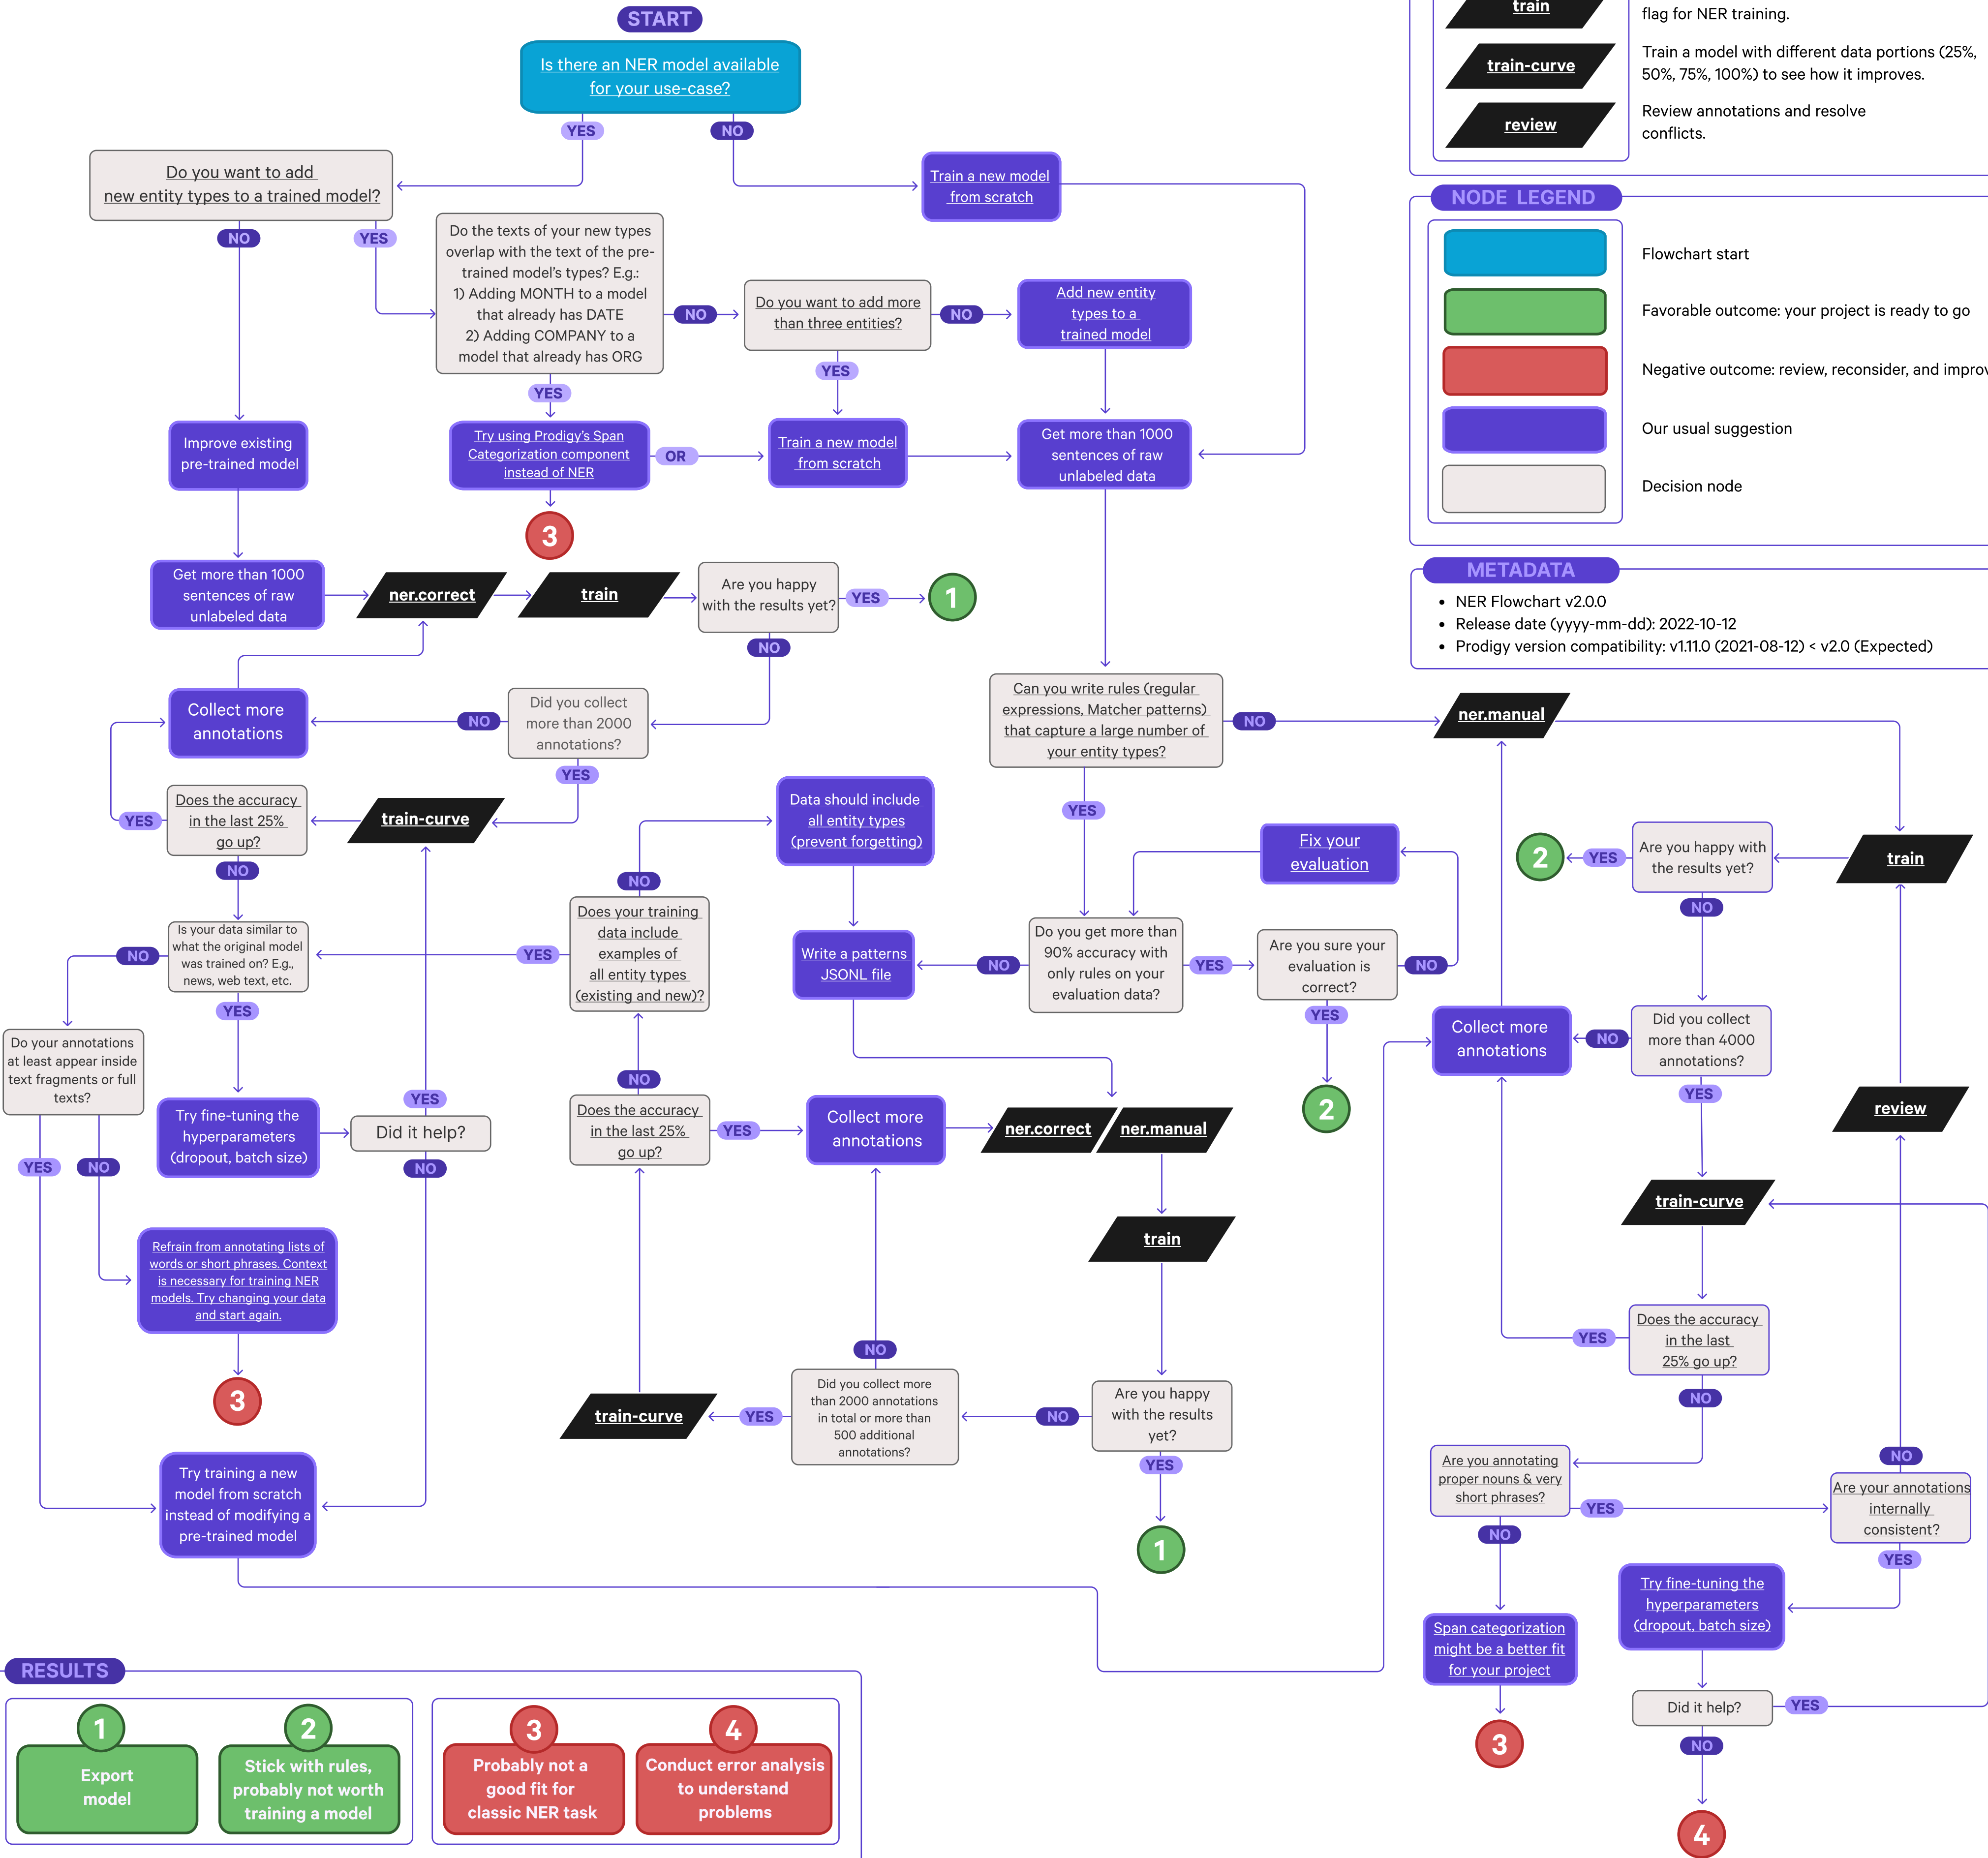 START
Is there an NER model available
for your use-case?
YES
NO
Do you want to add
new entity types to a trained model?
NO
YES
Train a new model
from scratch
Do the texts of your new types
overlap with the text of the pre-
trained model's types? E.g.:
1) Adding MONTH to a model
that already has DATE
2) Adding COMPANY to a
model that already has ORG
NO
Do you want to add more
than three entities?
NO
Add new entity
types to a
trained model
YES
YES
Improve existing
pre-trained model
Try using Prodigy's Span
Categorization component
instead of NER
OR
Train a new model
from scratch
Get more than 1000
sentences of raw
unlabeled data
3
Get more than 1000
sentences of raw
unlabeled data
ner.correct
train
Are you happy
with the results yet?
YES
1
NO
Collect more
annotations
NO
Did you collect
more than 2000
annotations?
YES
Does the accuracy
in the last 25%
go up?
YES
train-curve
NO
Is your data similar to
what the original model
was trained on? E.g.,
news, web text, etc.
NO
YES
Do your annotations
at least appear inside
text fragments or full
texts?
YES
NO
Try fine-tuning the
hyperparameters
(dropout, batch size)
Did it help?
YES
NO
Refrain from annotating lists of
words or short phrases. Context
is necessary for training NER
models. Try changing your data
and start again.
3
Try training a new
model from scratch
instead of modifying a
pre-trained model
Can you write rules (regular
expressions, Matcher patterns)
that capture a large number of
your entity types?
NO
YES
Data should include
all entity types
(prevent forgetting)
NO
Does your training
data include
examples of
all entity types
(existing and new)?
YES
Write a patterns
JSONL file
NO
Do you get more than
90% accuracy with
only rules on your
evaluation data?
YES
Are you sure your
evaluation is
correct?
NO
Fix your
evaluation
YES
2
NO
Does the accuracy
in the last 25%
go up?
YES
Collect more
annotations
ner.correct
ner.manual
train
NO
Did you collect more
than 2000 annotations
in total or more than
500 additional
annotations?
YES
train-curve
Are you happy
with the results
yet?
NO
YES
1
ner.manual
train
Are you happy with
the results yet?
YES
2
NO
Did you collect
more than 4000
annotations?
NO
Collect more
annotations
YES
review
train-curve
Does the accuracy
in the last
25% go up?
YES
NO
Are you annotating
proper nouns & very
short phrases?
YES
NO
NO
Are your annotations
internally
consistent?
YES
Try fine-tuning the
hyperparameters
(dropout, batch size)
Span categorization
might be a better fit
for your project
3
Did it help?
YES
NO
4
train
flag for NER training.
train-curve
Train a model with different data portions (25%,
50%, 75%, 100%) to see how it improves.
review
Review annotations and resolve
conflicts.
NODE LEGEND
Flowchart start
Favorable outcome: your project is ready to go
Negative outcome: review, reconsider, and improv
Our usual suggestion
Decision node
METADATA
• NER Flowchart v2.0.0
• Release date (yyyy-mm-dd): 2022-10-12
• Prodigy version compatibility: v1.11.0 (2021-08-12) < v2.0 (Expected)
RESULTS
1
Export
model
2
Stick with rules,
probably not worth
training a model
3
Probably not a
good fit for
classic NER task
4
Conduct error analysis
to understand
problems